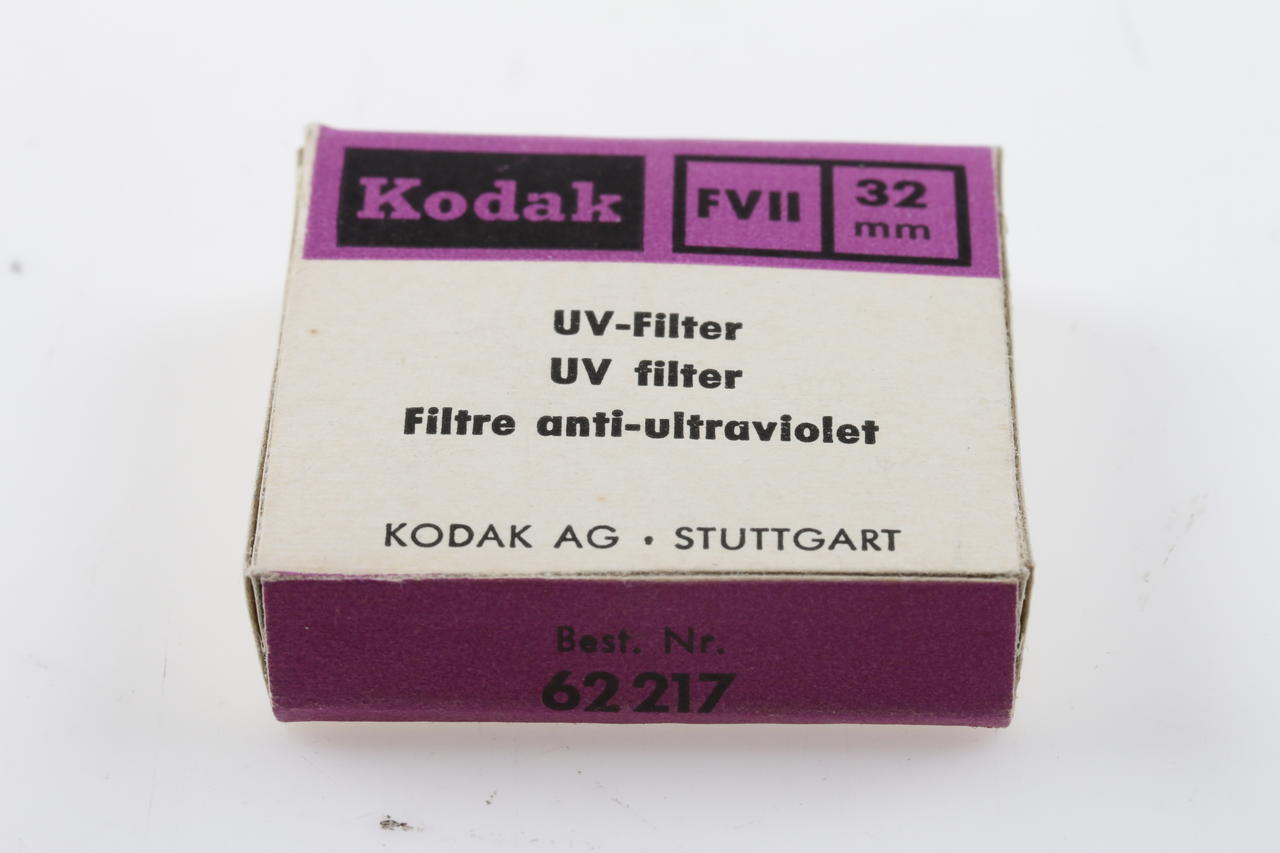 Kodak FVII 32 mm
UV-Filter
UV filter
Filtre anti-ultraviolet
KODAK AG · STUTTGART
Best. Nr.
62 217